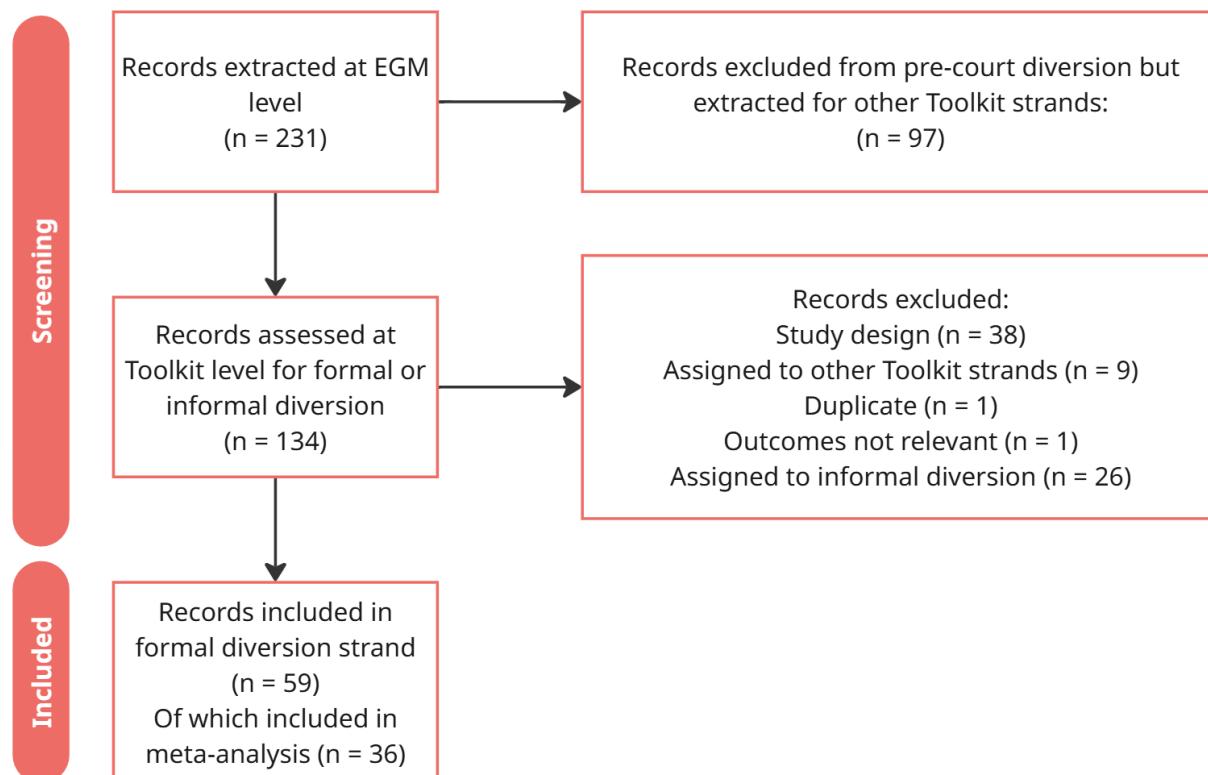 Screening
Records extracted at EGM
level
(n = 231)
Records excluded from pre-court diversion but
extracted for other Toolkit strands:
(n = 97)
Records assessed at
Toolkit level for formal or
informal diversion
(n = 134)
Records excluded:
Study design (n = 38)
Assigned to other Toolkit strands (n = 9)
Duplicate (n = 1)
Outcomes not relevant (n = 1)
Assigned to informal diversion (n = 26)
Included
Records included in
formal diversion strand
(n = 59)
Of which included in
meta-analysis (n = 36)